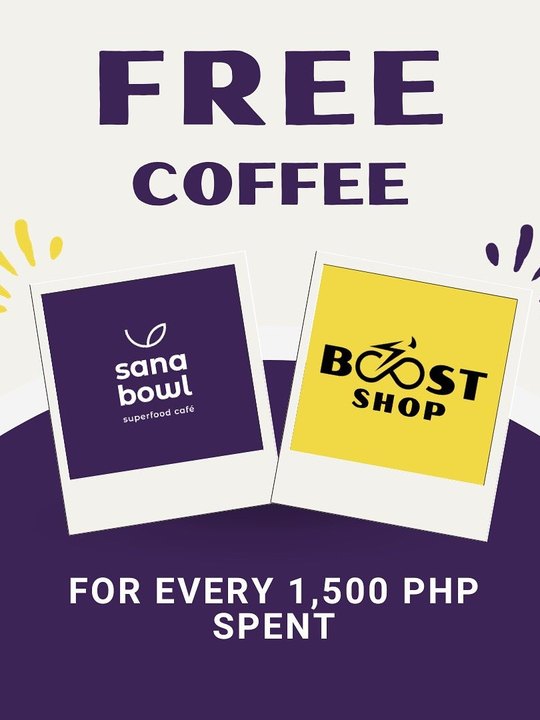 FREE
COFFEE
sana
bowl
superfood café
BOOST
SHOP
FOR EVERY 1,500 PHP
SPENT